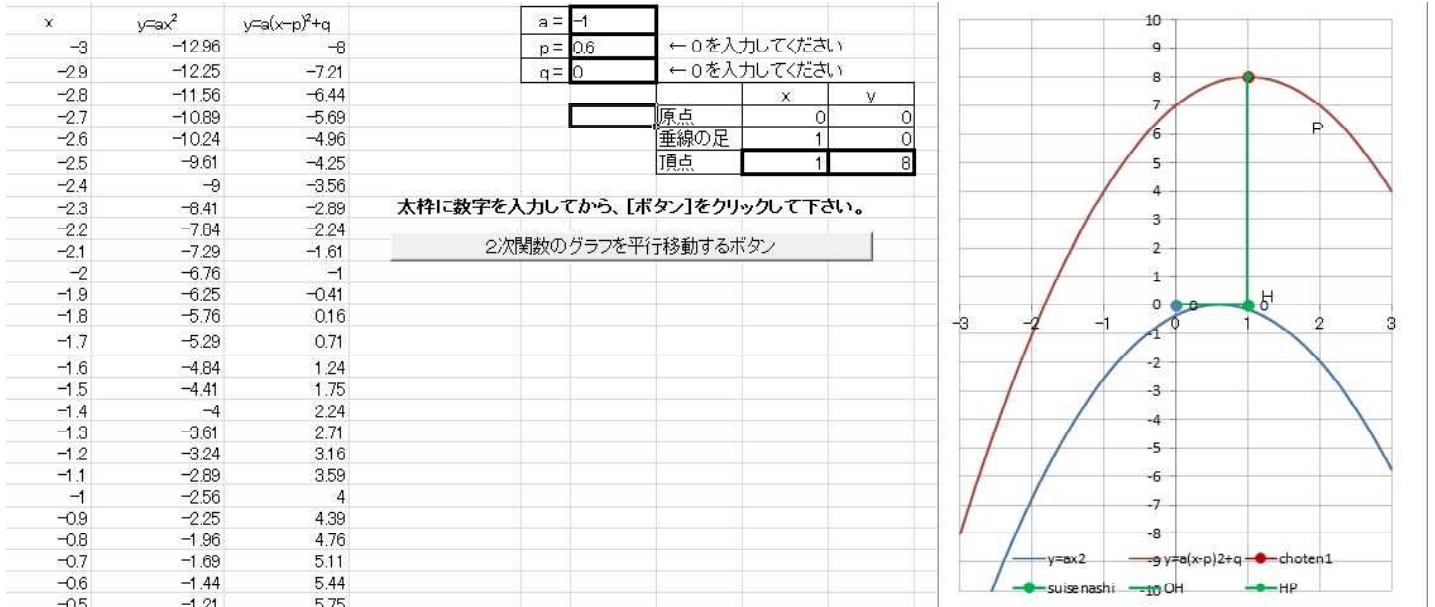 x y=ax² y=a(x-p)²+q a = -1
-3 -12.96 -8 p = 0.6 ←0を入力してください
-2.9 -12.25 -7.21 q = 0 ←0を入力してください
-2.8 -11.56 -6.44 x y
-2.7 -10.89 -5.69 原点 0 0
-2.6 -10.24 -4.96 垂線の足 1 0
-2.5 -9.61 -4.25 頂点 1 8
-2.4 -9 -3.56
-2.3 -8.41 -2.89 太枠に数字を入力してから、[ボタン]をクリックして下さい。
-2.2 -7.84 -2.24
-2.1 -7.29 -1.61 2次関数のグラフを平行移動するボタン
-2 -6.76 -1
-1.9 -6.25 -0.41
-1.8 -5.76 0.16
-1.7 -5.29 0.71
-1.6 -4.84 1.24
-1.5 -4.41 1.75
-1.4 -4 2.24
-1.3 -3.61 2.71
-1.2 -3.24 3.16
-1.1 -2.89 3.59
-1 -2.56 4
-0.9 -2.25 4.39
-0.8 -1.96 4.76
-0.7 -1.69 5.11
-0.6 -1.44 5.44
-0.5 -1.21 5.75
10
9
8
7
6 P
5
4
3
2
1
0 0 H 0
-3 -2 -1 0 1 2 3
-1
-2
-3
-4
-5
-6
-7
-8
-9
-10
y=ax2 y=a(x-p)2+q choten1
suisenashi OH HP